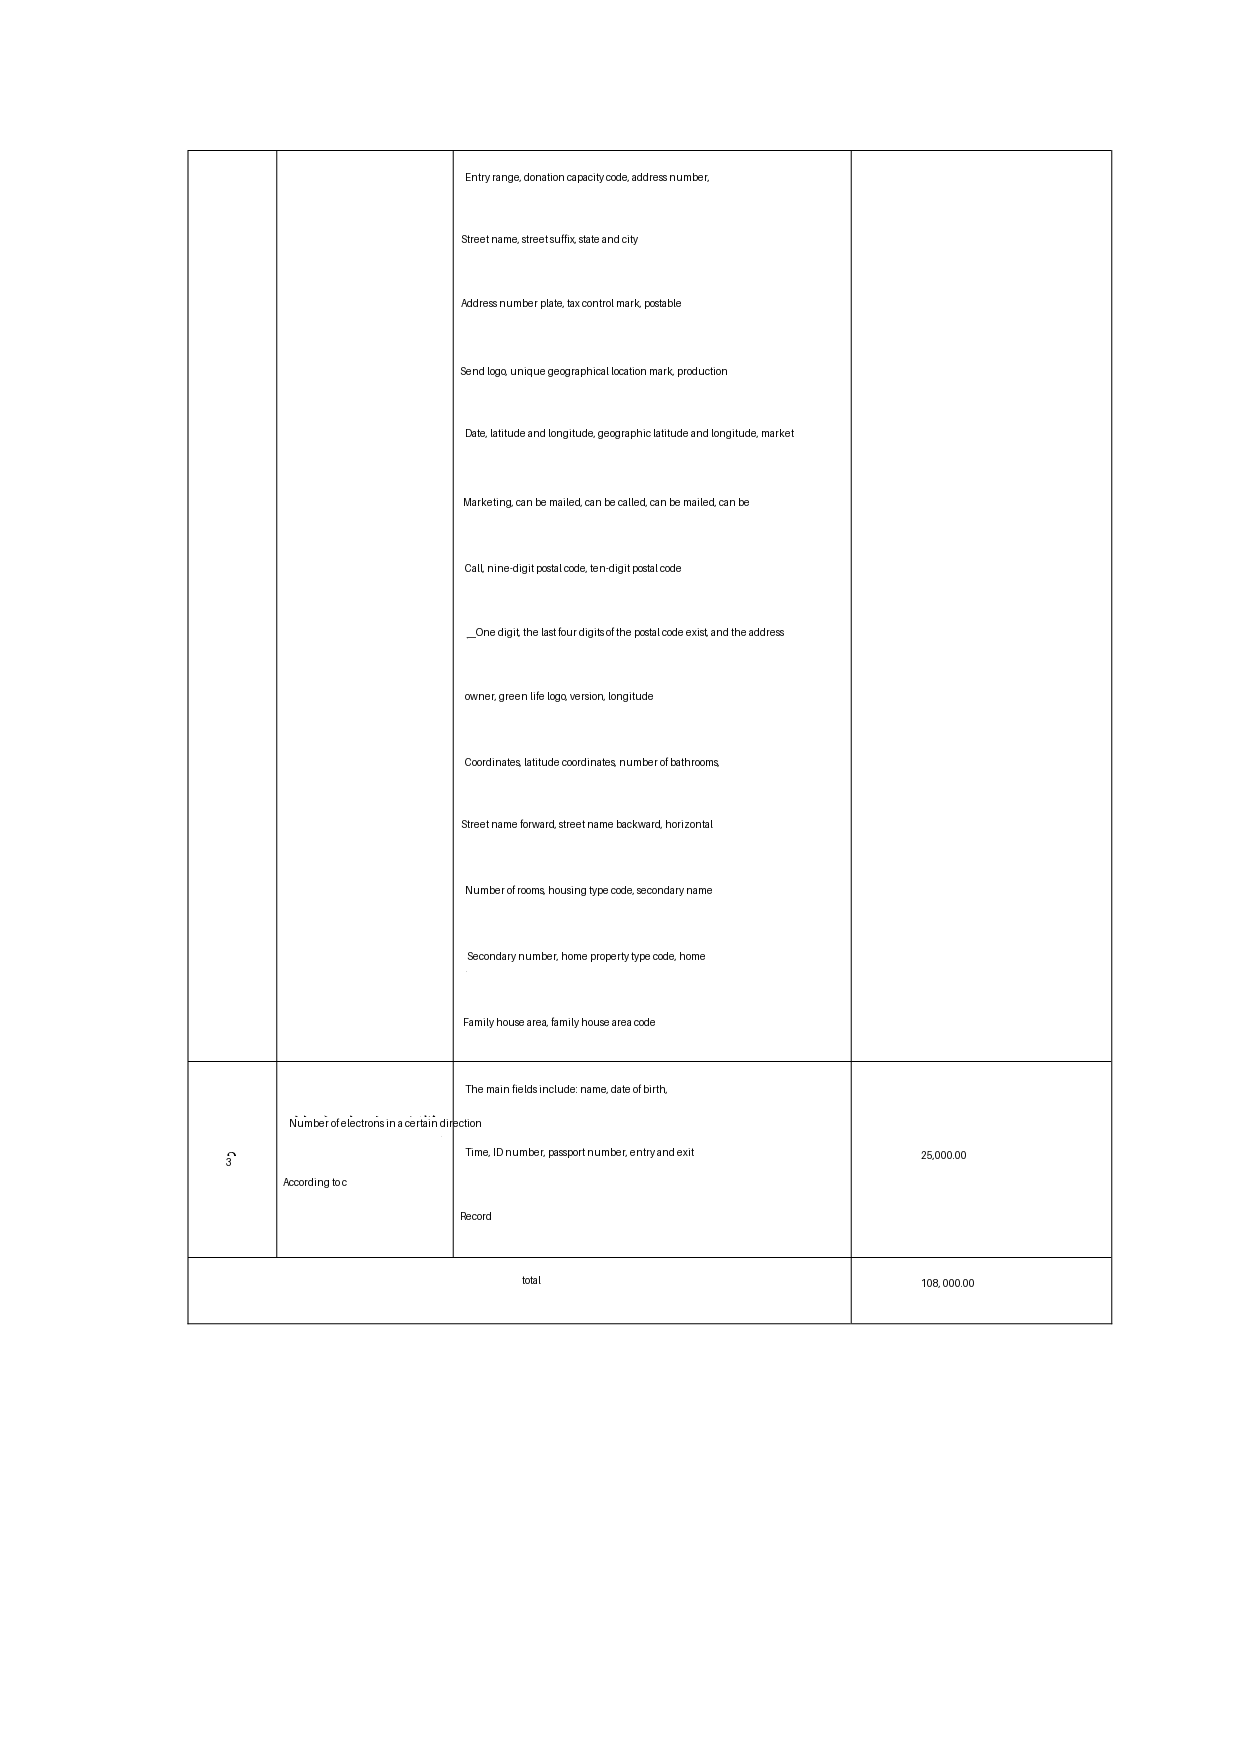 Entry range, donation capacity code, address number,
Street name, street suffix, state and city
Address number plate, tax control mark, postable
Send logo, unique geographical location mark, production
Date, latitude and longitude, geographic latitude and longitude, market
Marketing, can be mailed, can be called, can be mailed, can be
Call, nine-digit postal code, ten-digit postal code
__One digit, the last four digits of the postal code exist, and the address
owner, green life logo, version, longitude
Coordinates, latitude coordinates, number of bathrooms,
Street name forward, street name backward, horizontal
Number of rooms, housing type code, secondary name
Secondary number, home property type code, home
Family house area, family house area code
3
Number of electrons in a certain direction
According to c
The main fields include: name, date of birth,
Time, ID number, passport number, entry and exit
Record
25,000.00
total
108, 000.00